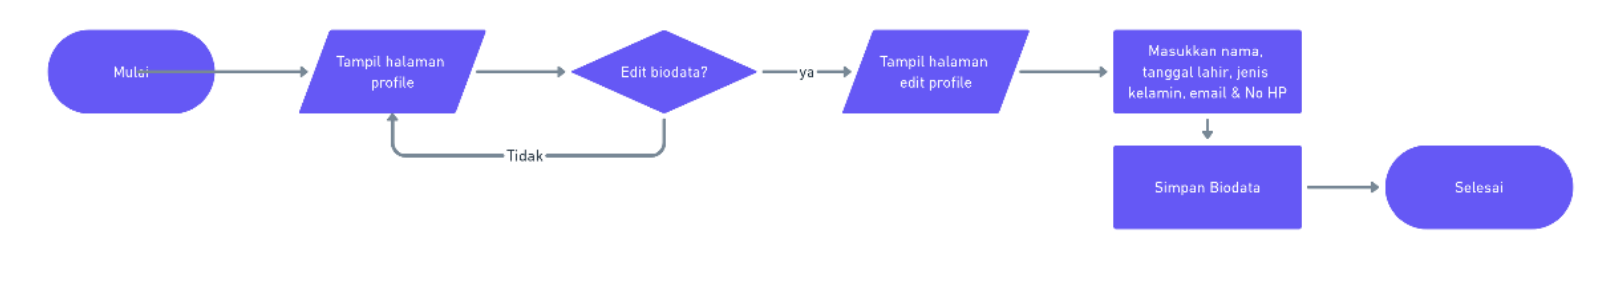 Mulai
Tampil halaman
profile
Edit biodata?
ya
Tampil halaman
edit profile
Masukkan nama,
tanggal lahir, jenis
kelamin, email & No HP
Tidak
Simpan Biodata
Selesai